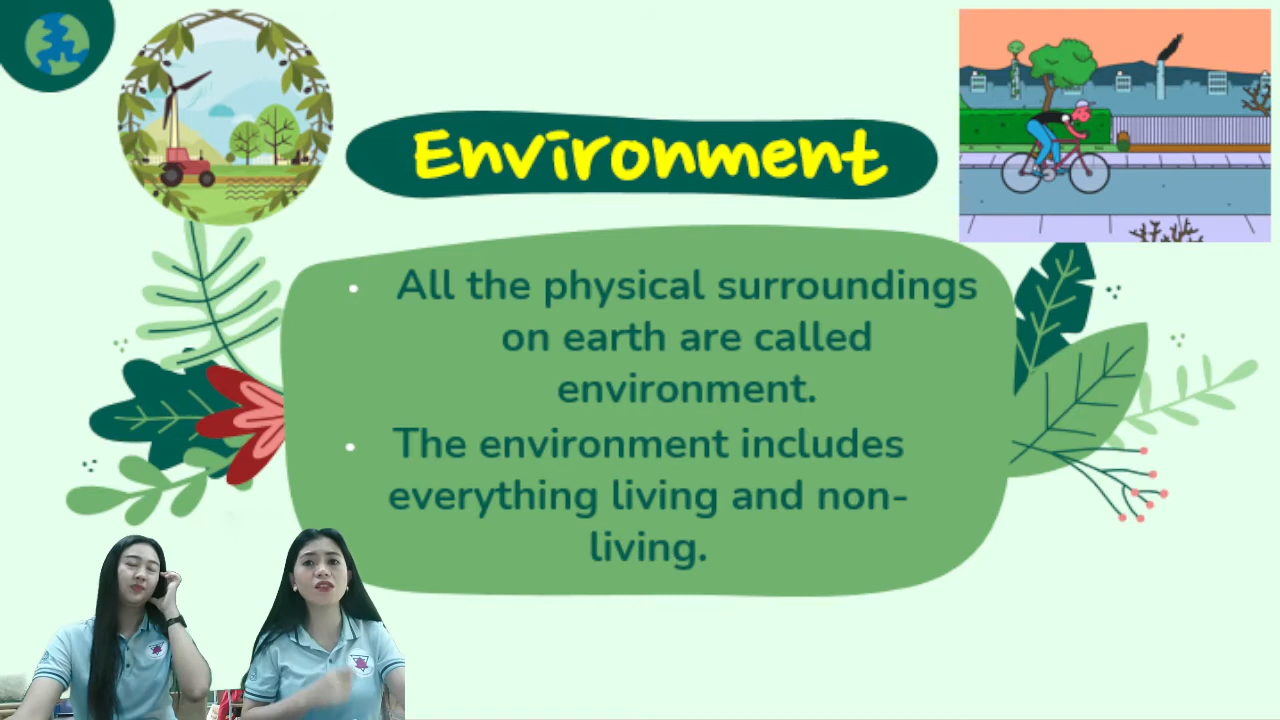 Environment
• All the physical surroundings
on earth are called
environment.
• The environment includes
everything living and non-
living.